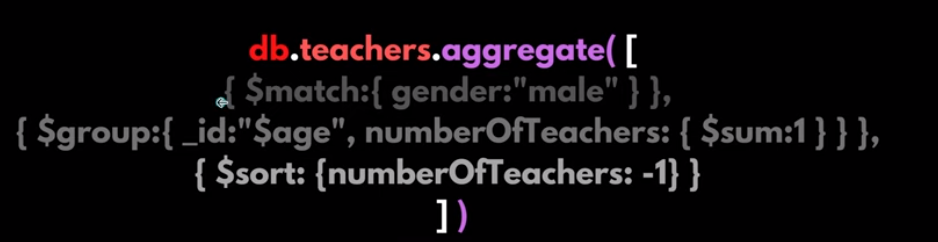 db.teachers.aggregate( [
{ $match:{ gender:"male" } },
{ $group:{ _id:"$age", numberOfTeachers: { $sum:1 } } },
{ $sort: {numberOfTeachers: -1} }
] )